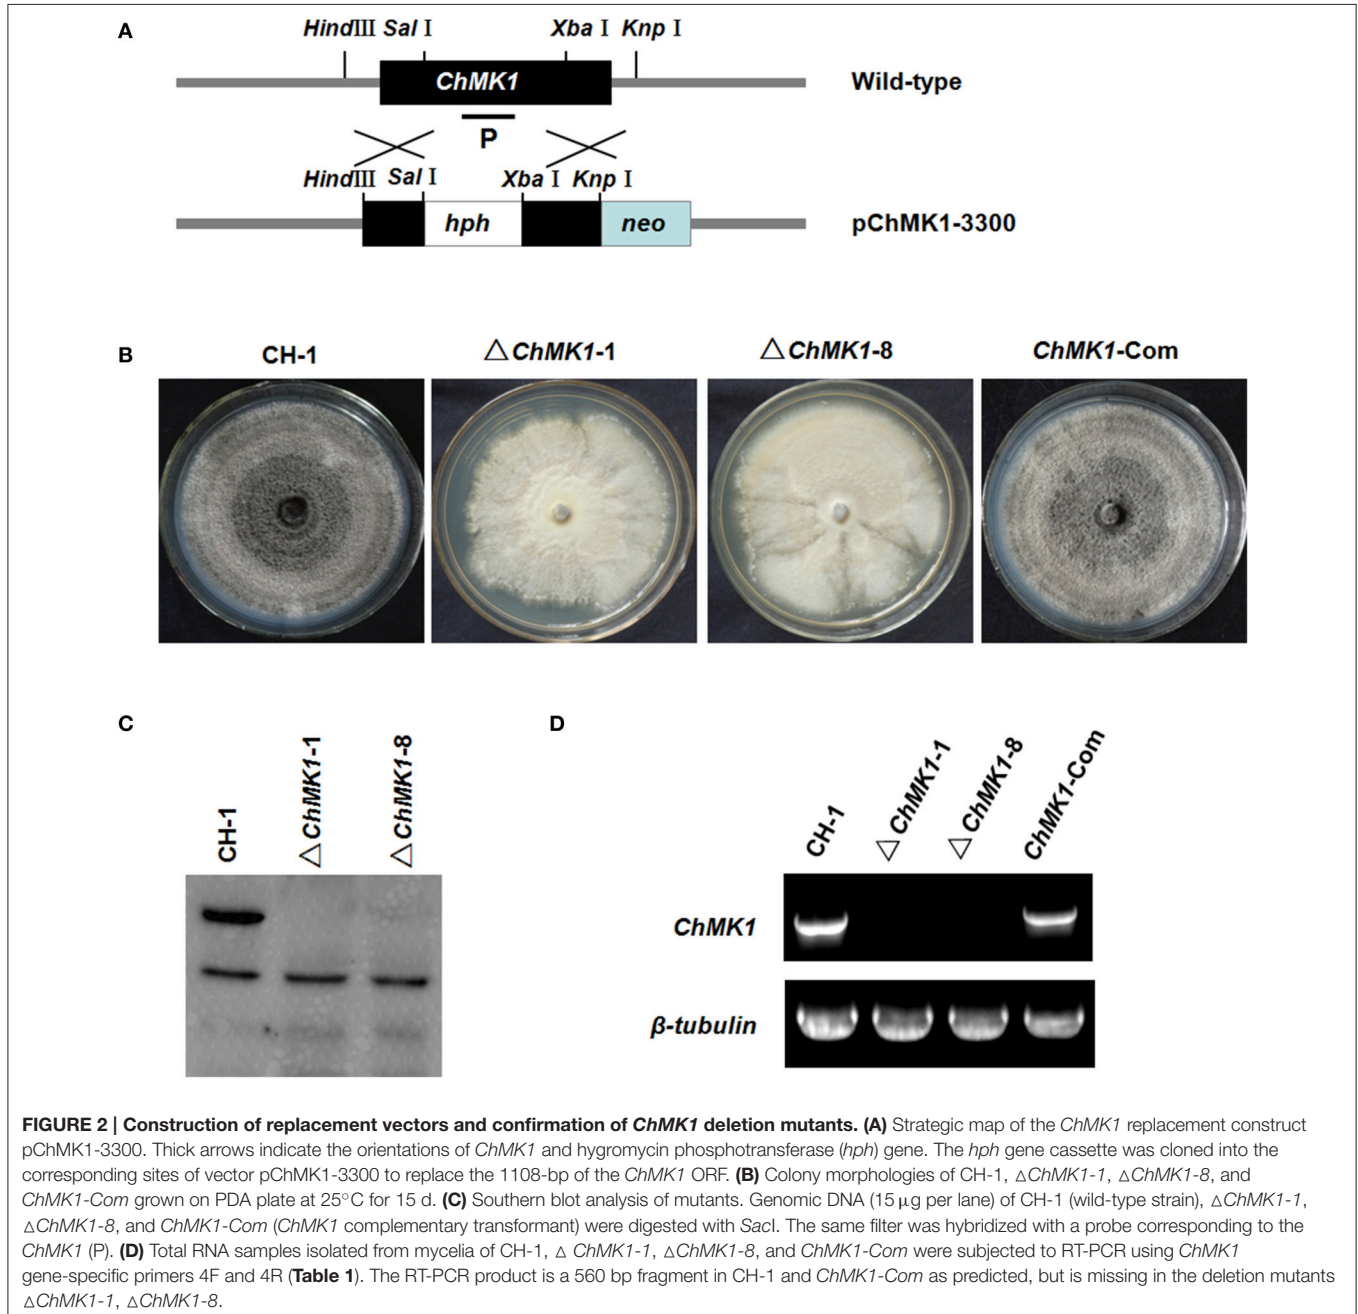 A
HindIII Sal I Xba I Knp I
ChMK1
Wild-type
P
HindIII Sal I Xba I Knp I
hph
neo
pChMK1-3300
B
CH-1
△ChMK1-1
△ChMK1-8
ChMK1-Com
C
CH-1
△ChMK1-1
△ChMK1-8
D
CH-1
△ChMK1-1
△ChMK1-8
ChMK1-Com
ChMK1
β-tubulin
FIGURE 2 | Construction of replacement vectors and confirmation of ChMK1 deletion mutants. (A) Strategic map of the ChMK1 replacement construct
pChMK1-3300. Thick arrows indicate the orientations of ChMK1 and hygromycin phosphotransferase (hph) gene. The hph gene cassette was cloned into the
corresponding sites of vector pChMK1-3300 to replace the 1108-bp of the ChMK1 ORF. (B) Colony morphologies of CH-1, △ChMK1-1, △ChMK1-8, and
ChMK1-Com grown on PDA plate at 25°C for 15 d. (C) Southern blot analysis of mutants. Genomic DNA (15 μg per lane) of CH-1 (wild-type strain), △ChMK1-1,
△ChMK1-8, and ChMK1-Com (ChMK1 complementary transformant) were digested with SacI. The same filter was hybridized with a probe corresponding to the
ChMK1 (P). (D) Total RNA samples isolated from mycelia of CH-1, △ ChMK1-1, △ChMK1-8, and ChMK1-Com were subjected to RT-PCR using ChMK1
gene-specific primers 4F and 4R (Table 1). The RT-PCR product is a 560 bp fragment in CH-1 and ChMK1-Com as predicted, but is missing in the deletion mutants
△ChMK1-1, △ChMK1-8.